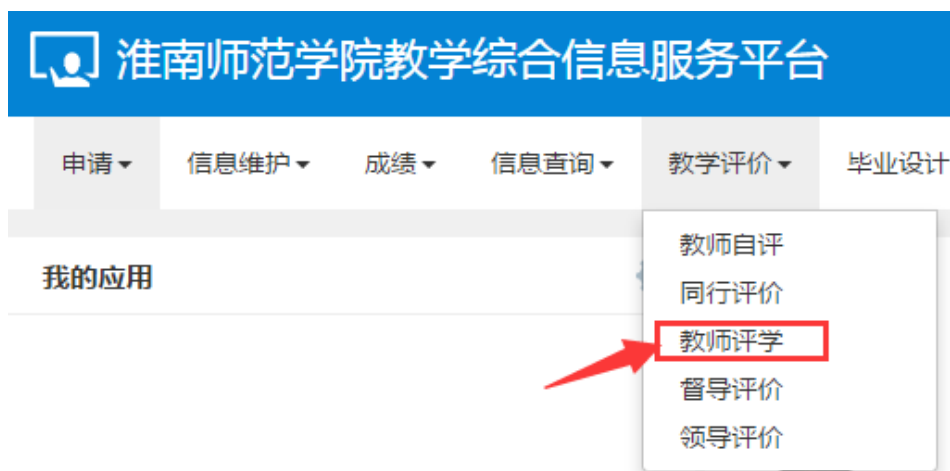 淮南师范学院教学综合信息服务平台
申请 信息维护 成绩 信息查询 教学评价 毕业设计
我的应用
教师自评
同行评价
教师评学
督导评价
领导评价